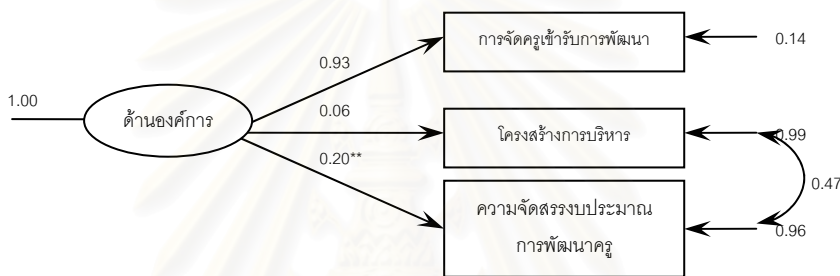 การจัดครูเข้ารับการพัฒนา
0.14
0.93
1.00
ด้านองค์การ
0.06
โครงสร้างการบริหาร
0.99
0.20**
0.47
ความจัดสรรงบประมาณ
การพัฒนาครู
0.96